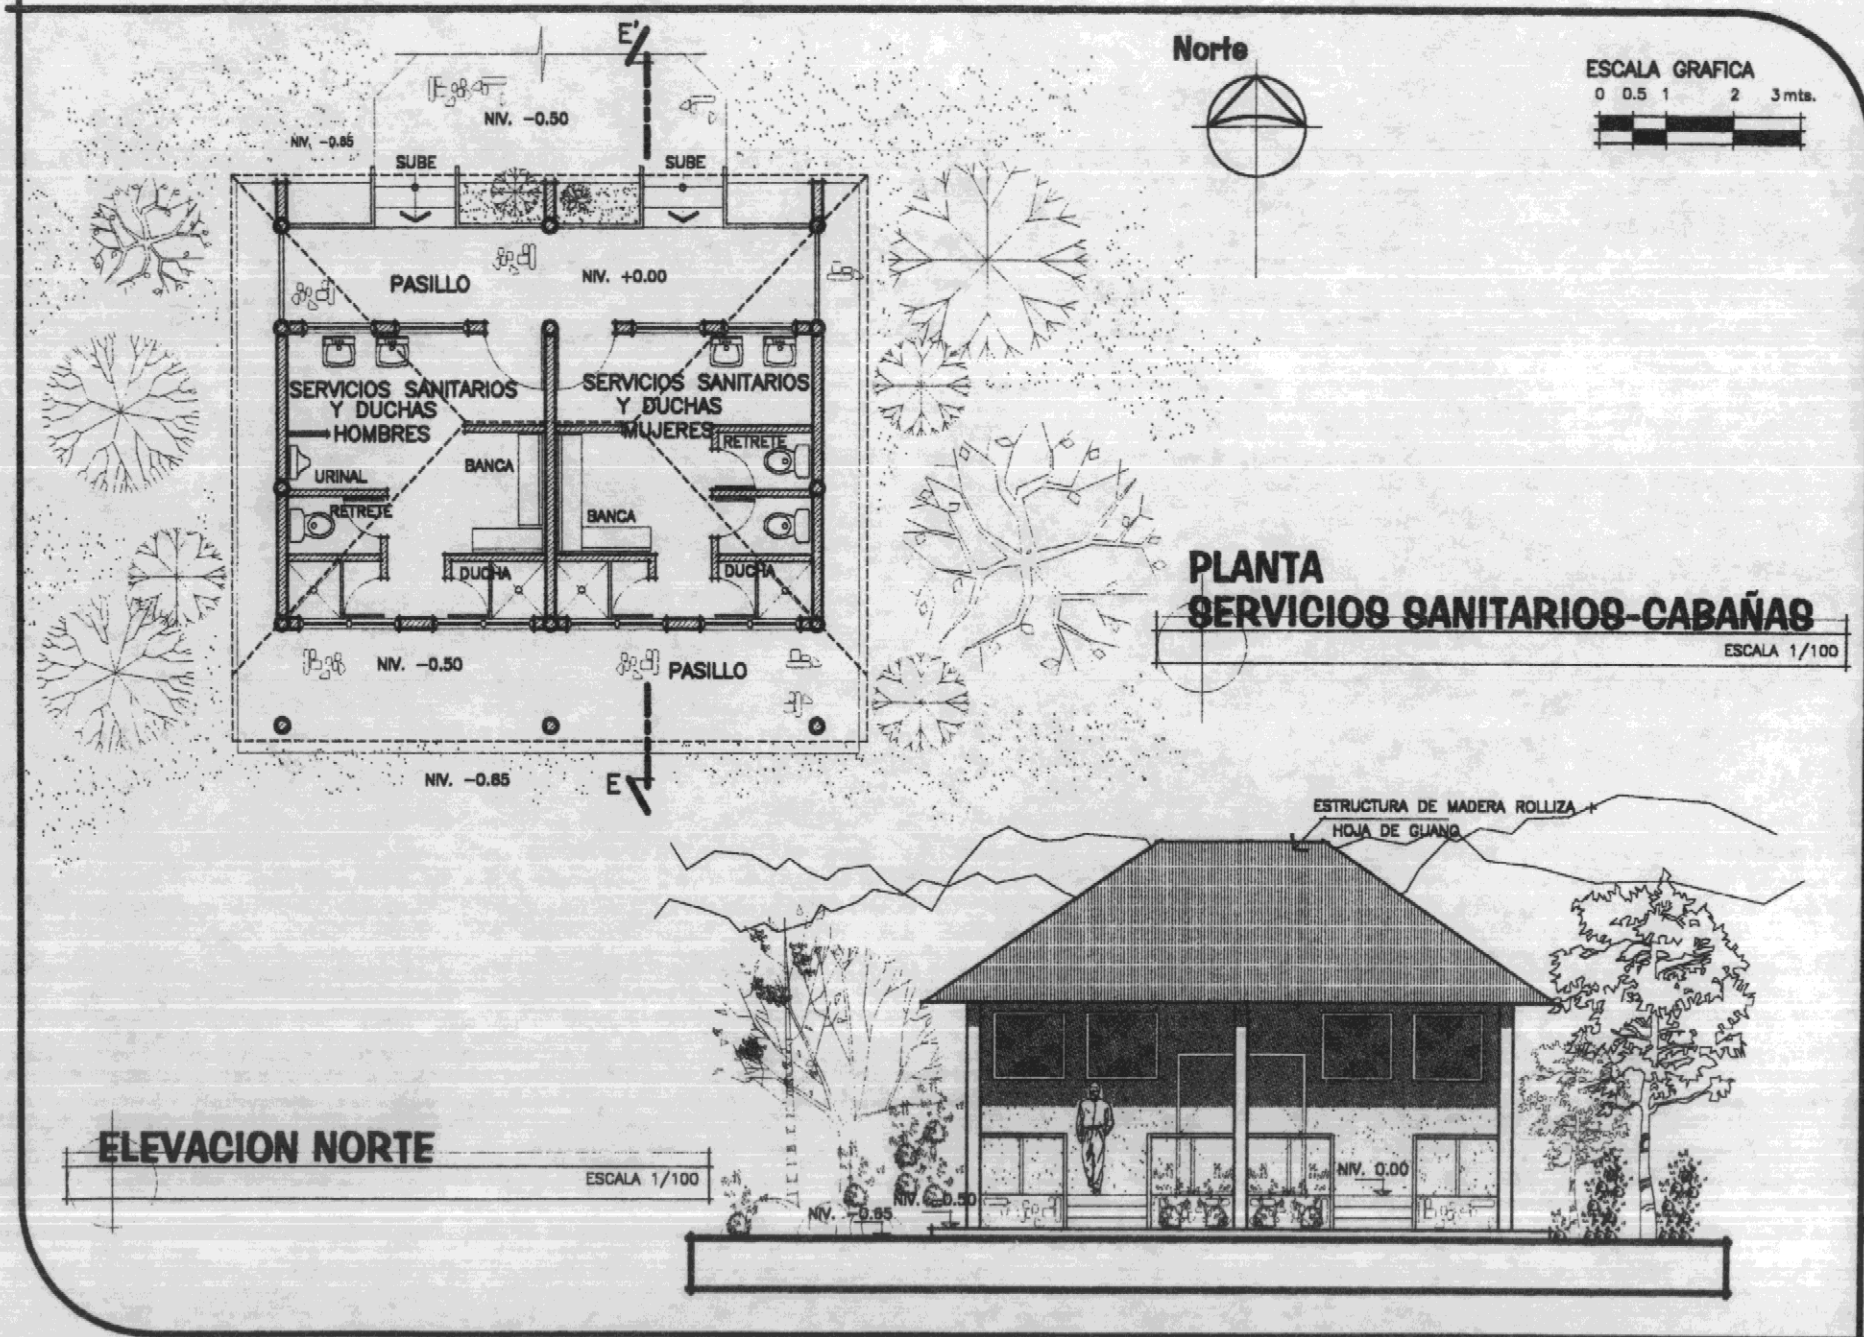 E'
Norte
ESCALA GRAFICA
0 0.5 1 2 3 mts.
NIV. -0.50
NIV. -0.65
SUBE
SUBE
PASILLO
NIV. +0.00
SERVICIOS SANITARIOS
Y DUCHAS
HOMBRES
SERVICIOS SANITARIOS
Y DUCHAS
MUJERES
RETRETE
BANCA
URINAL
RETRETE
BANCA
DUCHA
DUCHA
NIV. -0.50
PASILLO
NIV. -0.65
E
PLANTA
SERVICIOS SANITARIOS-CABAÑAS
ESCALA 1/100
ESTRUCTURA DE MADERA ROLLIZA +
HOJA DE GUANO
ELEVACION NORTE
ESCALA 1/100
NIV. 0.00
NIV. -0.50
NIV. -0.65